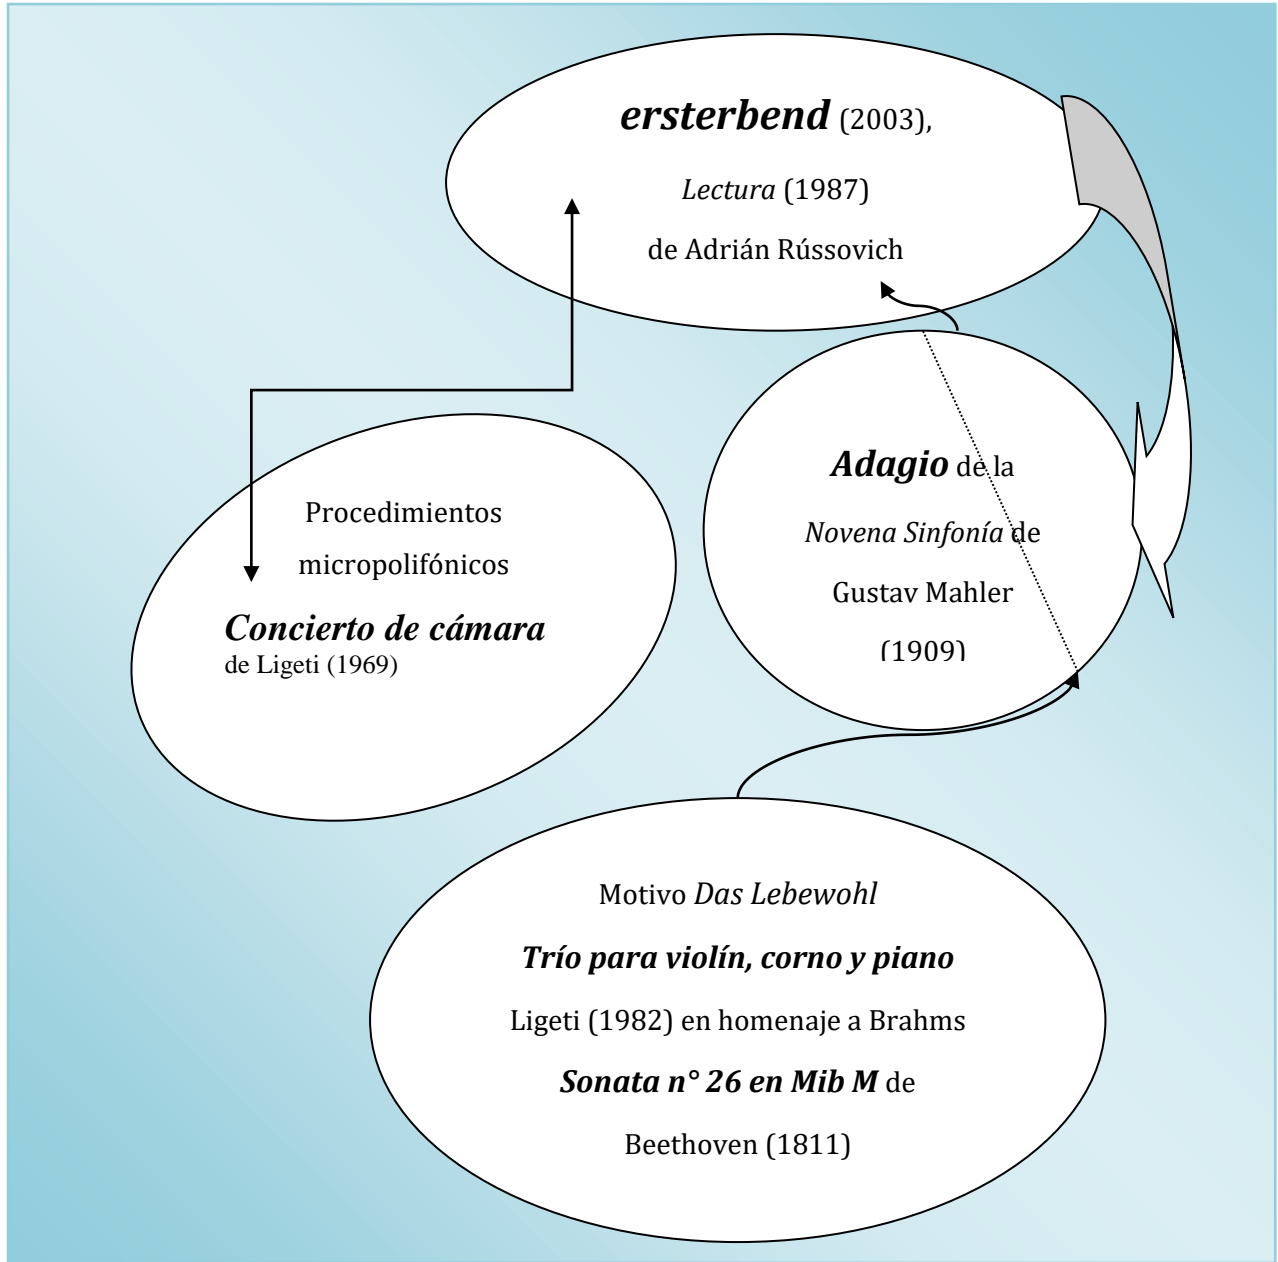 ersterbend (2003),
Lectura (1987)
de Adrián Rússovich
Procedimientos
micropolifónicos
Concierto de cámara
de Ligeti (1969)
Adagio de la
Novena Sinfonía de
Gustav Mahler
(1909)
Motivo Das Lebewohl
Trío para violín, corno y piano
Ligeti (1982) en homenaje a Brahms
Sonata n° 26 en Mib M de
Beethoven (1811)